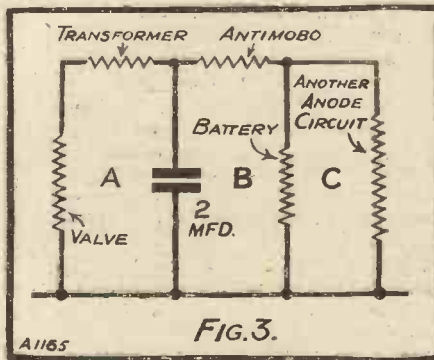 TRANSFORMER
ANTIMOBO
ANOTHER
ANODE
CIRCUIT
BATTERY
A
B
C
2
MFD.
VALVE
FIG.3.
A1165